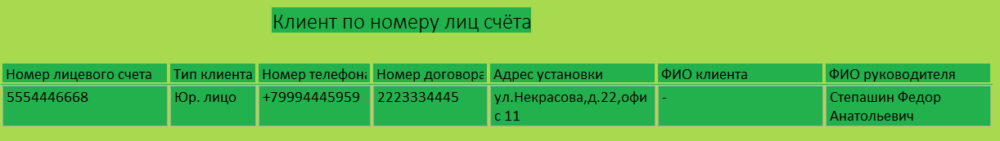 Клиент по номеру лиц счёта
Номер лицевого счета Тип клиента Номер телефона Номер договора Адрес установки ФИО клиента ФИО руководителя
5554446668 Юр. лицо +79994445959 2223334445 ул.Некрасова,д.22,офи - Степашин Федор
с 11 Анатольевич